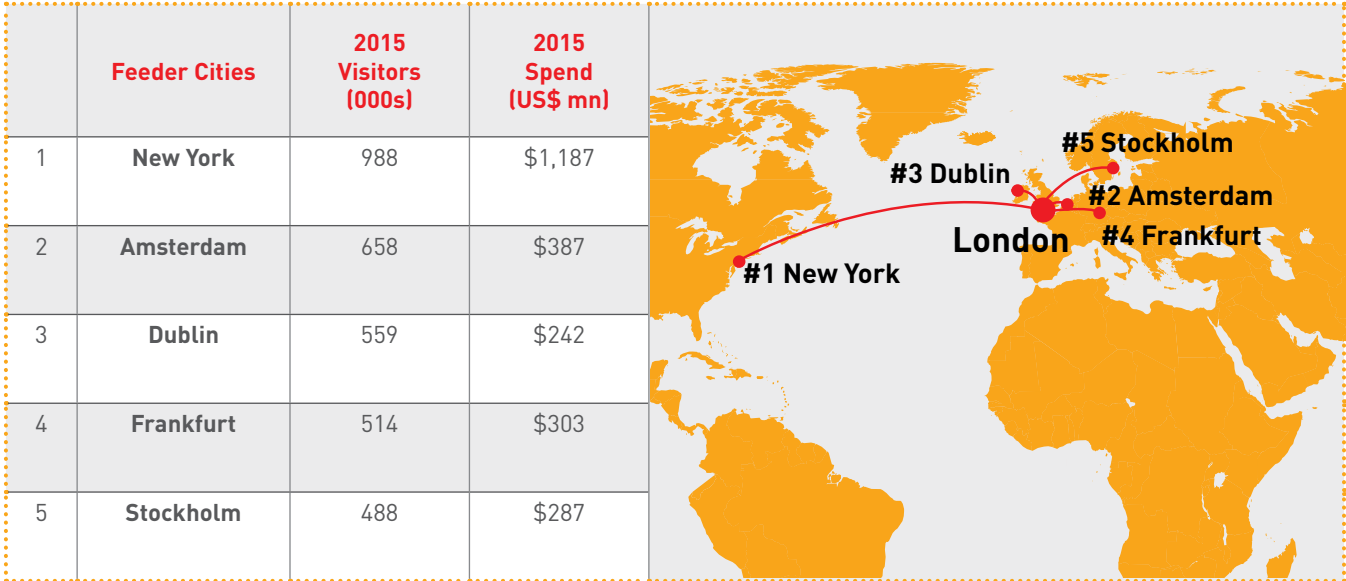 Feeder Cities
2015
Visitors
(000s)
2015
Spend
(US$ mn)
1 New York 988 $1,187
2 Amsterdam 658 $387
3 Dublin 559 $242
4 Frankfurt 514 $303
5 Stockholm 488 $287
#5 Stockholm
#3 Dublin
#2 Amsterdam
London
#4 Frankfurt
#1 New York